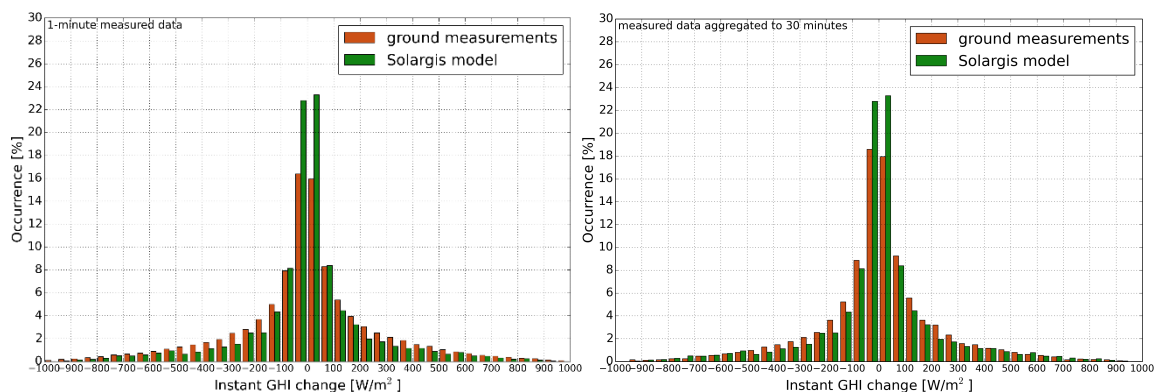 1-minute measured data
ground measurements
Solargis model
Occurrence [%]
30
28
26
24
22
20
18
16
14
12
10
8
6
4
2
0
−1000 −900 −800 −700 −600 −500 −400 −300 −200 −100 0 100 200 300 400 500 600 700 800 900 1000
Instant GHI change [W/m²]
measured data aggregated to 30 minutes
ground measurements
Solargis model
Occurrence [%]
30
28
26
24
22
20
18
16
14
12
10
8
6
4
2
0
−1000 −900 −800 −700 −600 −500 −400 −300 −200 −100 0 100 200 300 400 500 600 700 800 900 1000
Instant GHI change [W/m²]